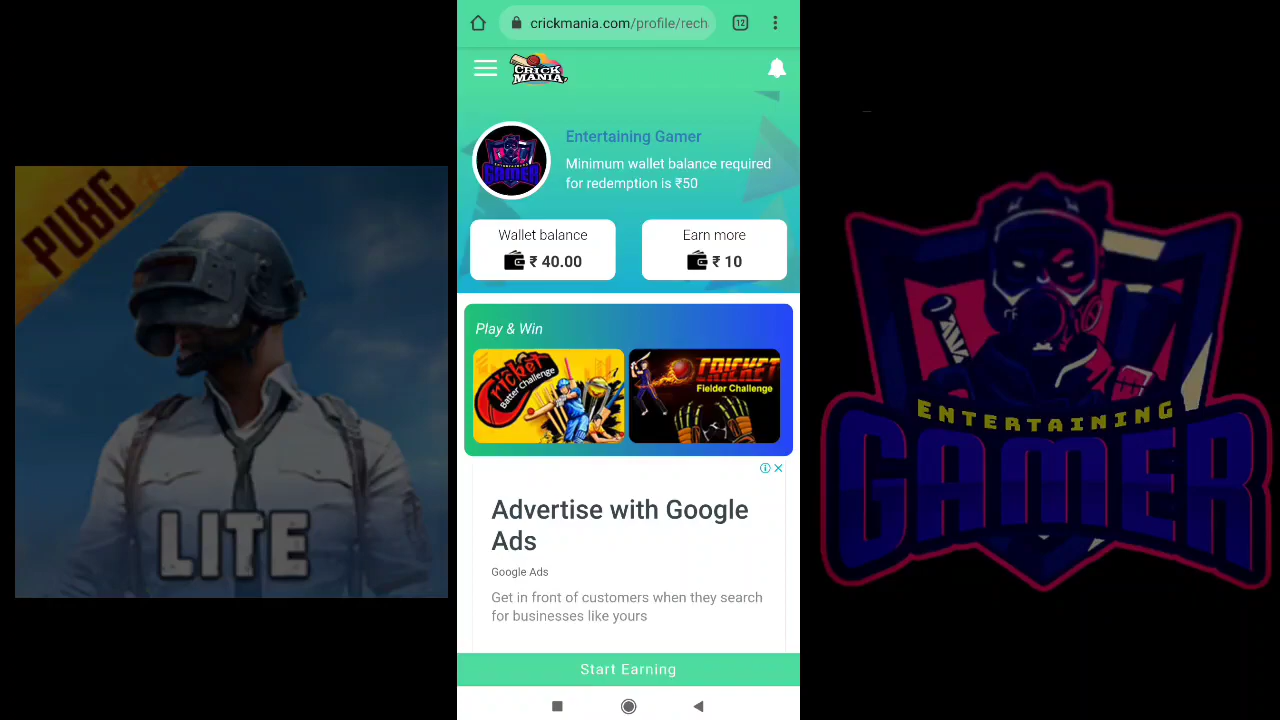 PUBG
LITE
crickmania.com/profile/rech
12
CRICK
MANIA
Entertaining Gamer
Minimum wallet balance required
for redemption is ₹50
Wallet balance
₹ 40.00
Earn more
₹ 10
Play & Win
Cricket
Batter Challenge
CRICKET
Fielder Challenge
Advertise with Google
Ads
Google Ads
Get in front of customers when they search
for businesses like yours
Start Earning
ENTERTAINING
GAMER